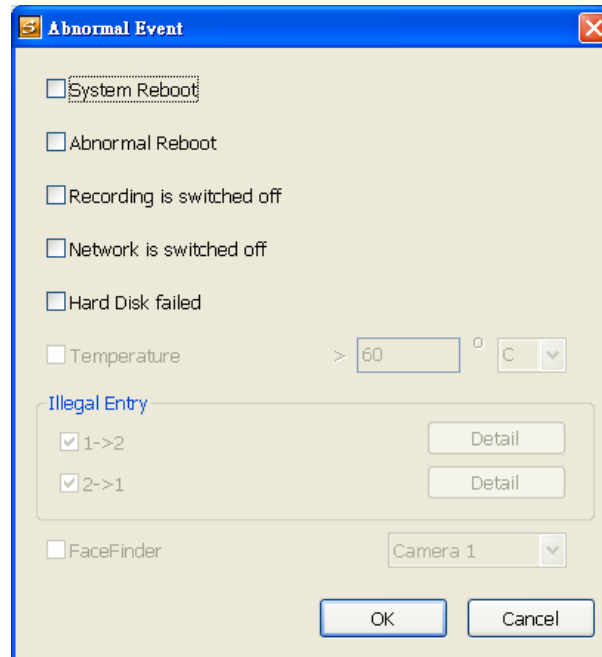 Abnormal Event
System Reboot
Abnormal Reboot
Recording is switched off
Network is switched off
Hard Disk failed
Temperature > 60 o C
Illegal Entry
1->2 Detail
2->1 Detail
FaceFinder Camera 1
OK Cancel